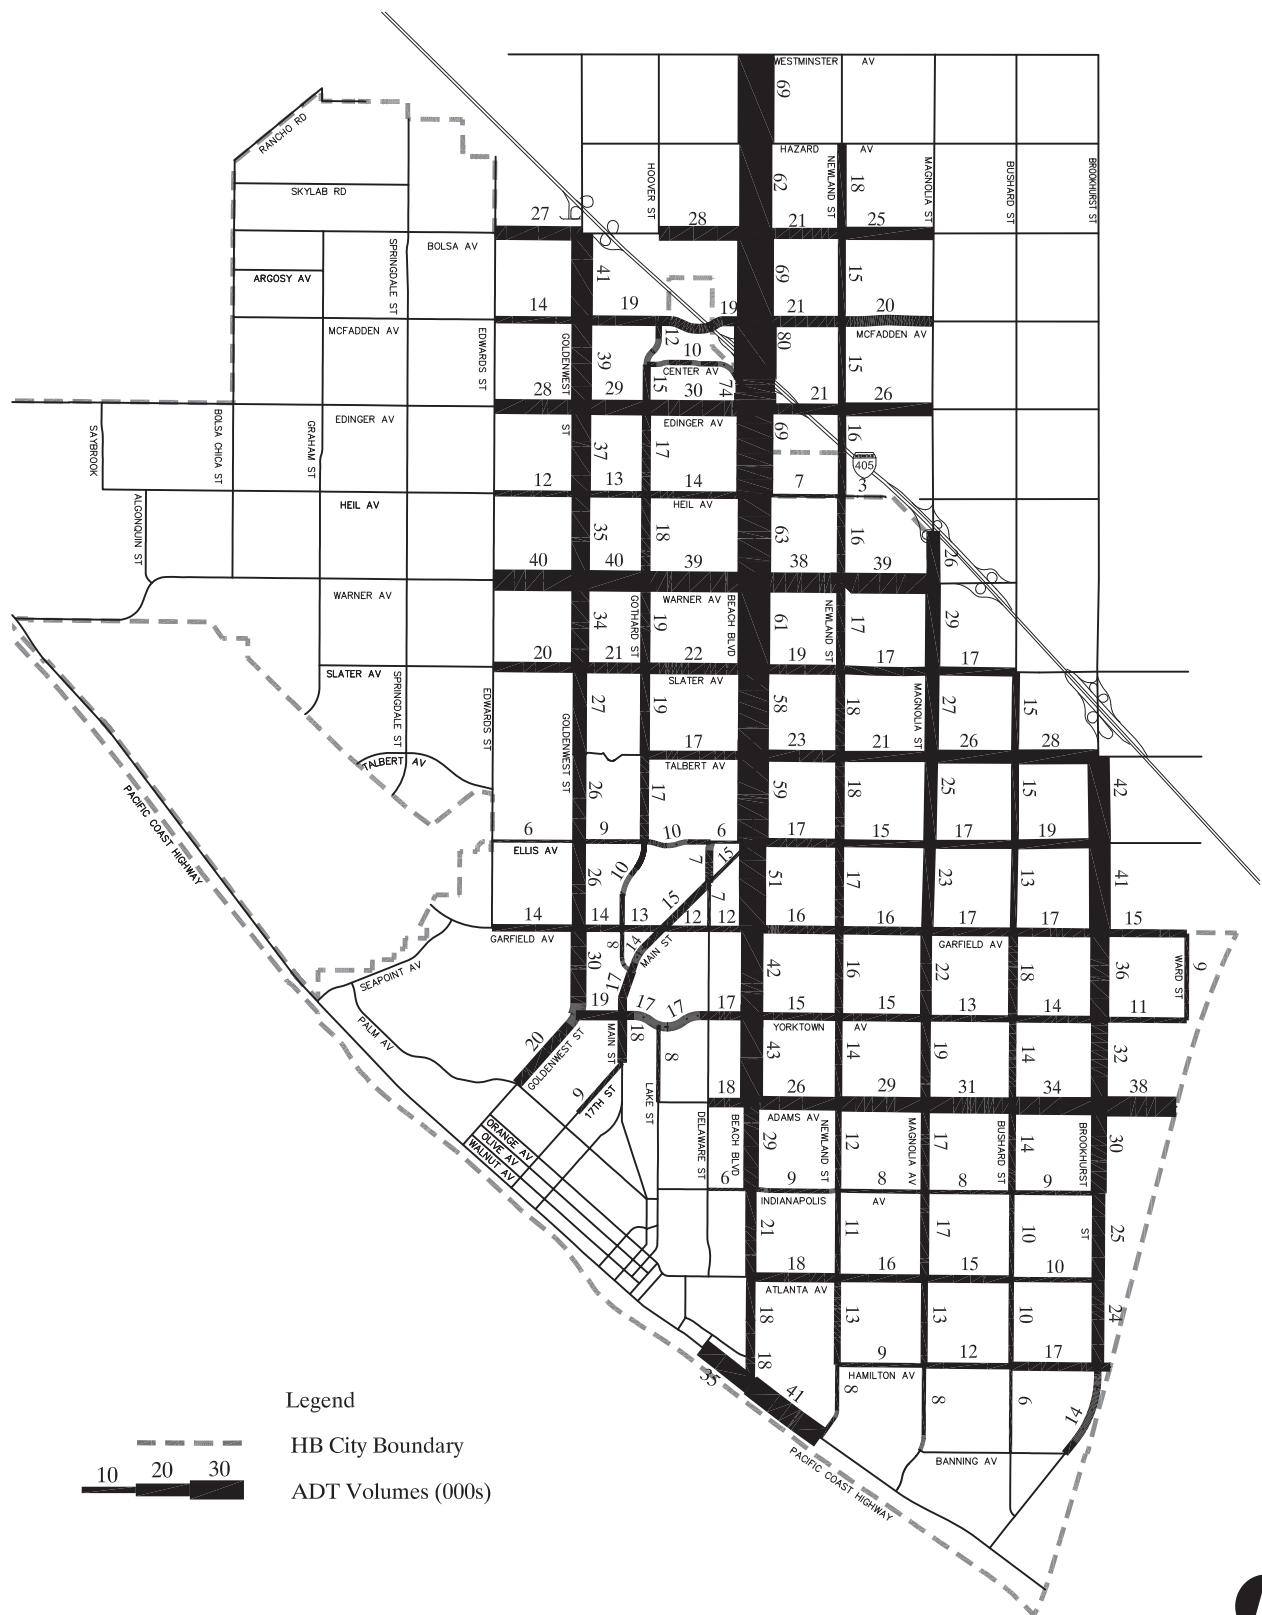 WESTMINSTER AV
69
RANCHO RD
HAZARD AV
HOOVER ST
62
NEWLAND ST
18
MAGNOLIA ST
BUSHARD ST
BROOKHURST ST
SKYLAB RD
27
28
21
25
BOLSA AV
SPRINGDALE ST
ARGOSY AV
41
69
15
14
19
19
21
20
MCFADDEN AV
EDWARDS ST
GOLDENWEST
39
12
10
80
MCFADDEN AV
15
CENTER AV
28
29
15
30
74
21
26
SAYBROOK
BOLSA CHICA ST
GRAHAM ST
EDINGER AV
ST
EDINGER AV
37
17
69
16
405
12
13
14
7
3
ALGONQUIN ST
HEIL AV
HEIL AV
35
18
63
16
26
40
40
39
38
39
WARNER AV
GOTHARD ST
WARNER AV
BEACH BLVD
NEWLAND ST
34
19
61
17
29
20
21
22
19
17
17
SLATER AV
SPRINGDALE ST
EDWARDS ST
GOLDENWEST ST
SLATER AV
MAGNOLIA ST
27
19
58
18
27
15
17
23
21
26
28
TALBERT AV
TALBERT AV
PACIFIC COAST HIGHWAY
26
17
59
18
25
15
42
6
9
10
6
17
15
17
19
ELLIS AV
26
10
7
15
51
17
23
13
41
15
7
14
14
13
12
12
16
16
17
17
15
GARFIELD AV
8
14
MAIN ST
GARFIELD AV
SEAPOINT AV
30
17
42
16
22
18
36
WARD ST
9
19
17
17
17
15
15
13
14
11
PALM AV
20
GOLDENWEST ST
MAIN ST
18
YORKTOWN AV
8
43
14
19
14
32
9
17TH ST
LAKE ST
18
26
29
31
34
38
ORANGE AV
OLIVE AV
WALNUT AV
DELAWARE ST
BEACH BLVD
ADAMS AV
29
NEWLAND ST
12
MAGNOLIA AV
17
BUSHARD ST
14
BROOKHURST
30
6
9
8
8
9
INDIANAPOLIS AV
21
11
17
10
ST
25
18
16
15
10
ATLANTA AV
18
13
13
10
24
18
9
12
17
35
41
HAMILTON AV
8
8
6
14
PACIFIC COAST HIGHWAY
BANNING AV
Legend
HB City Boundary
10 20 30
ADT Volumes (000s)